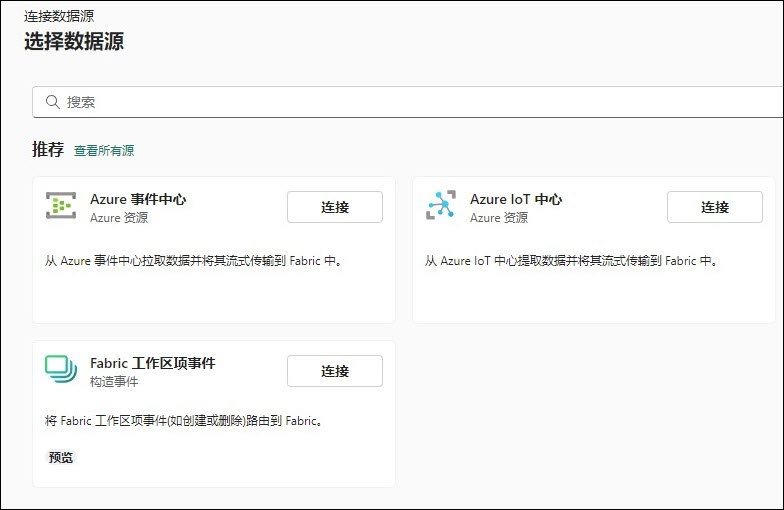 连接数据源
选择数据源
搜索
推荐 查看所有源
Azure 事件中心
Azure 资源
连接
从 Azure 事件中心拉取数据并将其流式传输到 Fabric 中。
Azure IoT 中心
Azure 资源
连接
从 Azure IoT 中心提取数据并将其流式传输到 Fabric 中。
Fabric 工作区项事件
构造事件
连接
将 Fabric 工作区项事件(如创建或删除)路由到 Fabric。
预览